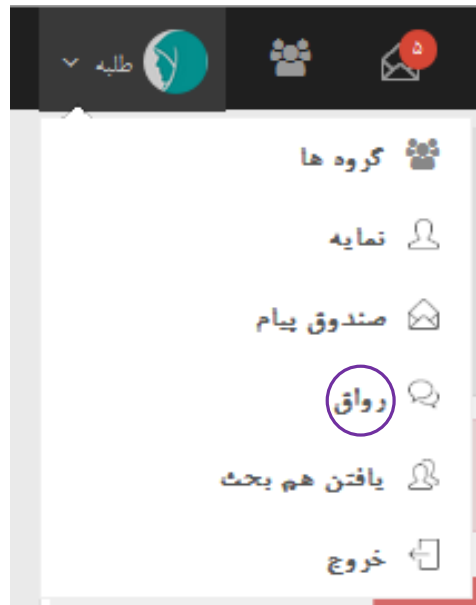 ۵
طلبه
گروه ها
نمایه
صندوق پیام
رواق
یافتن هم بحث
خروج